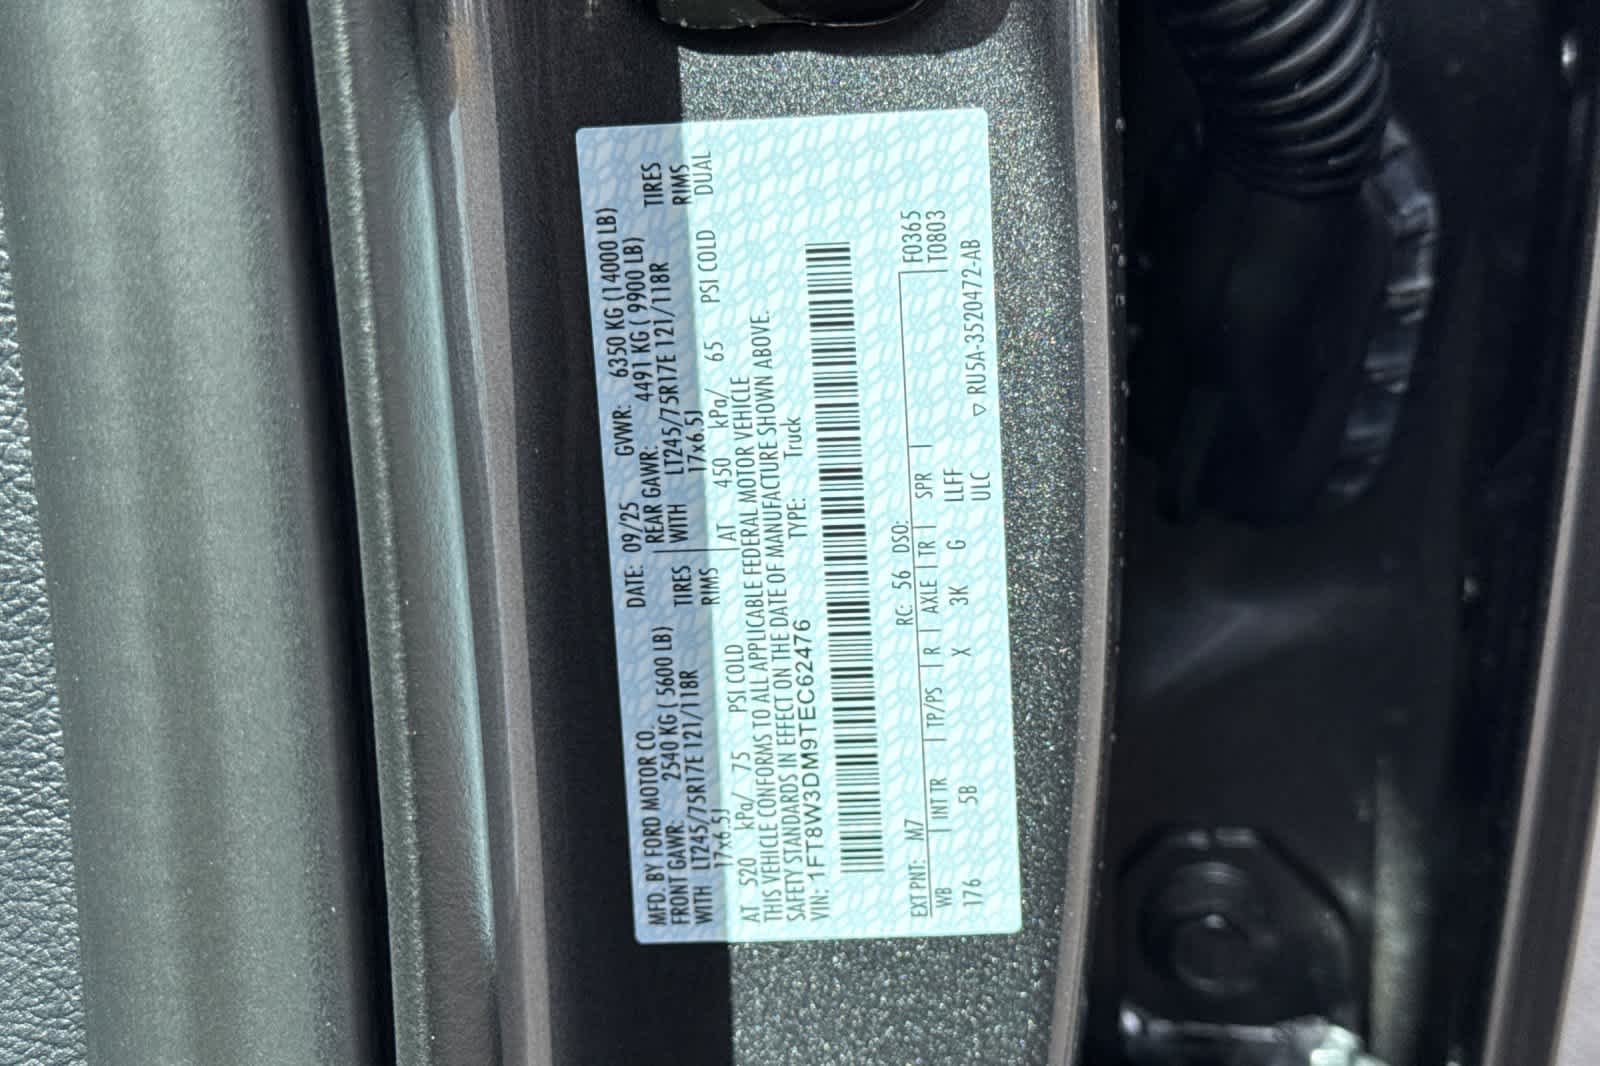 MFD. BY FORD MOTOR CO. DATE: 09/25 GVWR: 6350 KG (14000 LB)
FRONT GAWR: 2540 KG ( 5600 LB) REAR GAWR: 4491 KG ( 9900 LB)
WITH LT245/75R17E 121/118R TIRES WITH LT245/75R17E 121/118R TIRES
17x6.5J RIMS 17x6.5J RIMS
AT 520 kPa/ 75 PSI COLD AT 450 kPa/ 65 PSI COLD DUAL
THIS VEHICLE CONFORMS TO ALL APPLICABLE FEDERAL MOTOR VEHICLE
SAFETY STANDARDS IN EFFECT ON THE DATE OF MANUFACTURE SHOWN ABOVE.
VIN: 1FT8W3DM9TEC62476 TYPE: Truck
EXT PNT: M7 RC: 56 DSO: F0365
WB INT TR TP/PS R AXLE TR SPR T0803
176 5B X 3K G LLFF
ULC ▽ RU5A-3520472-AB